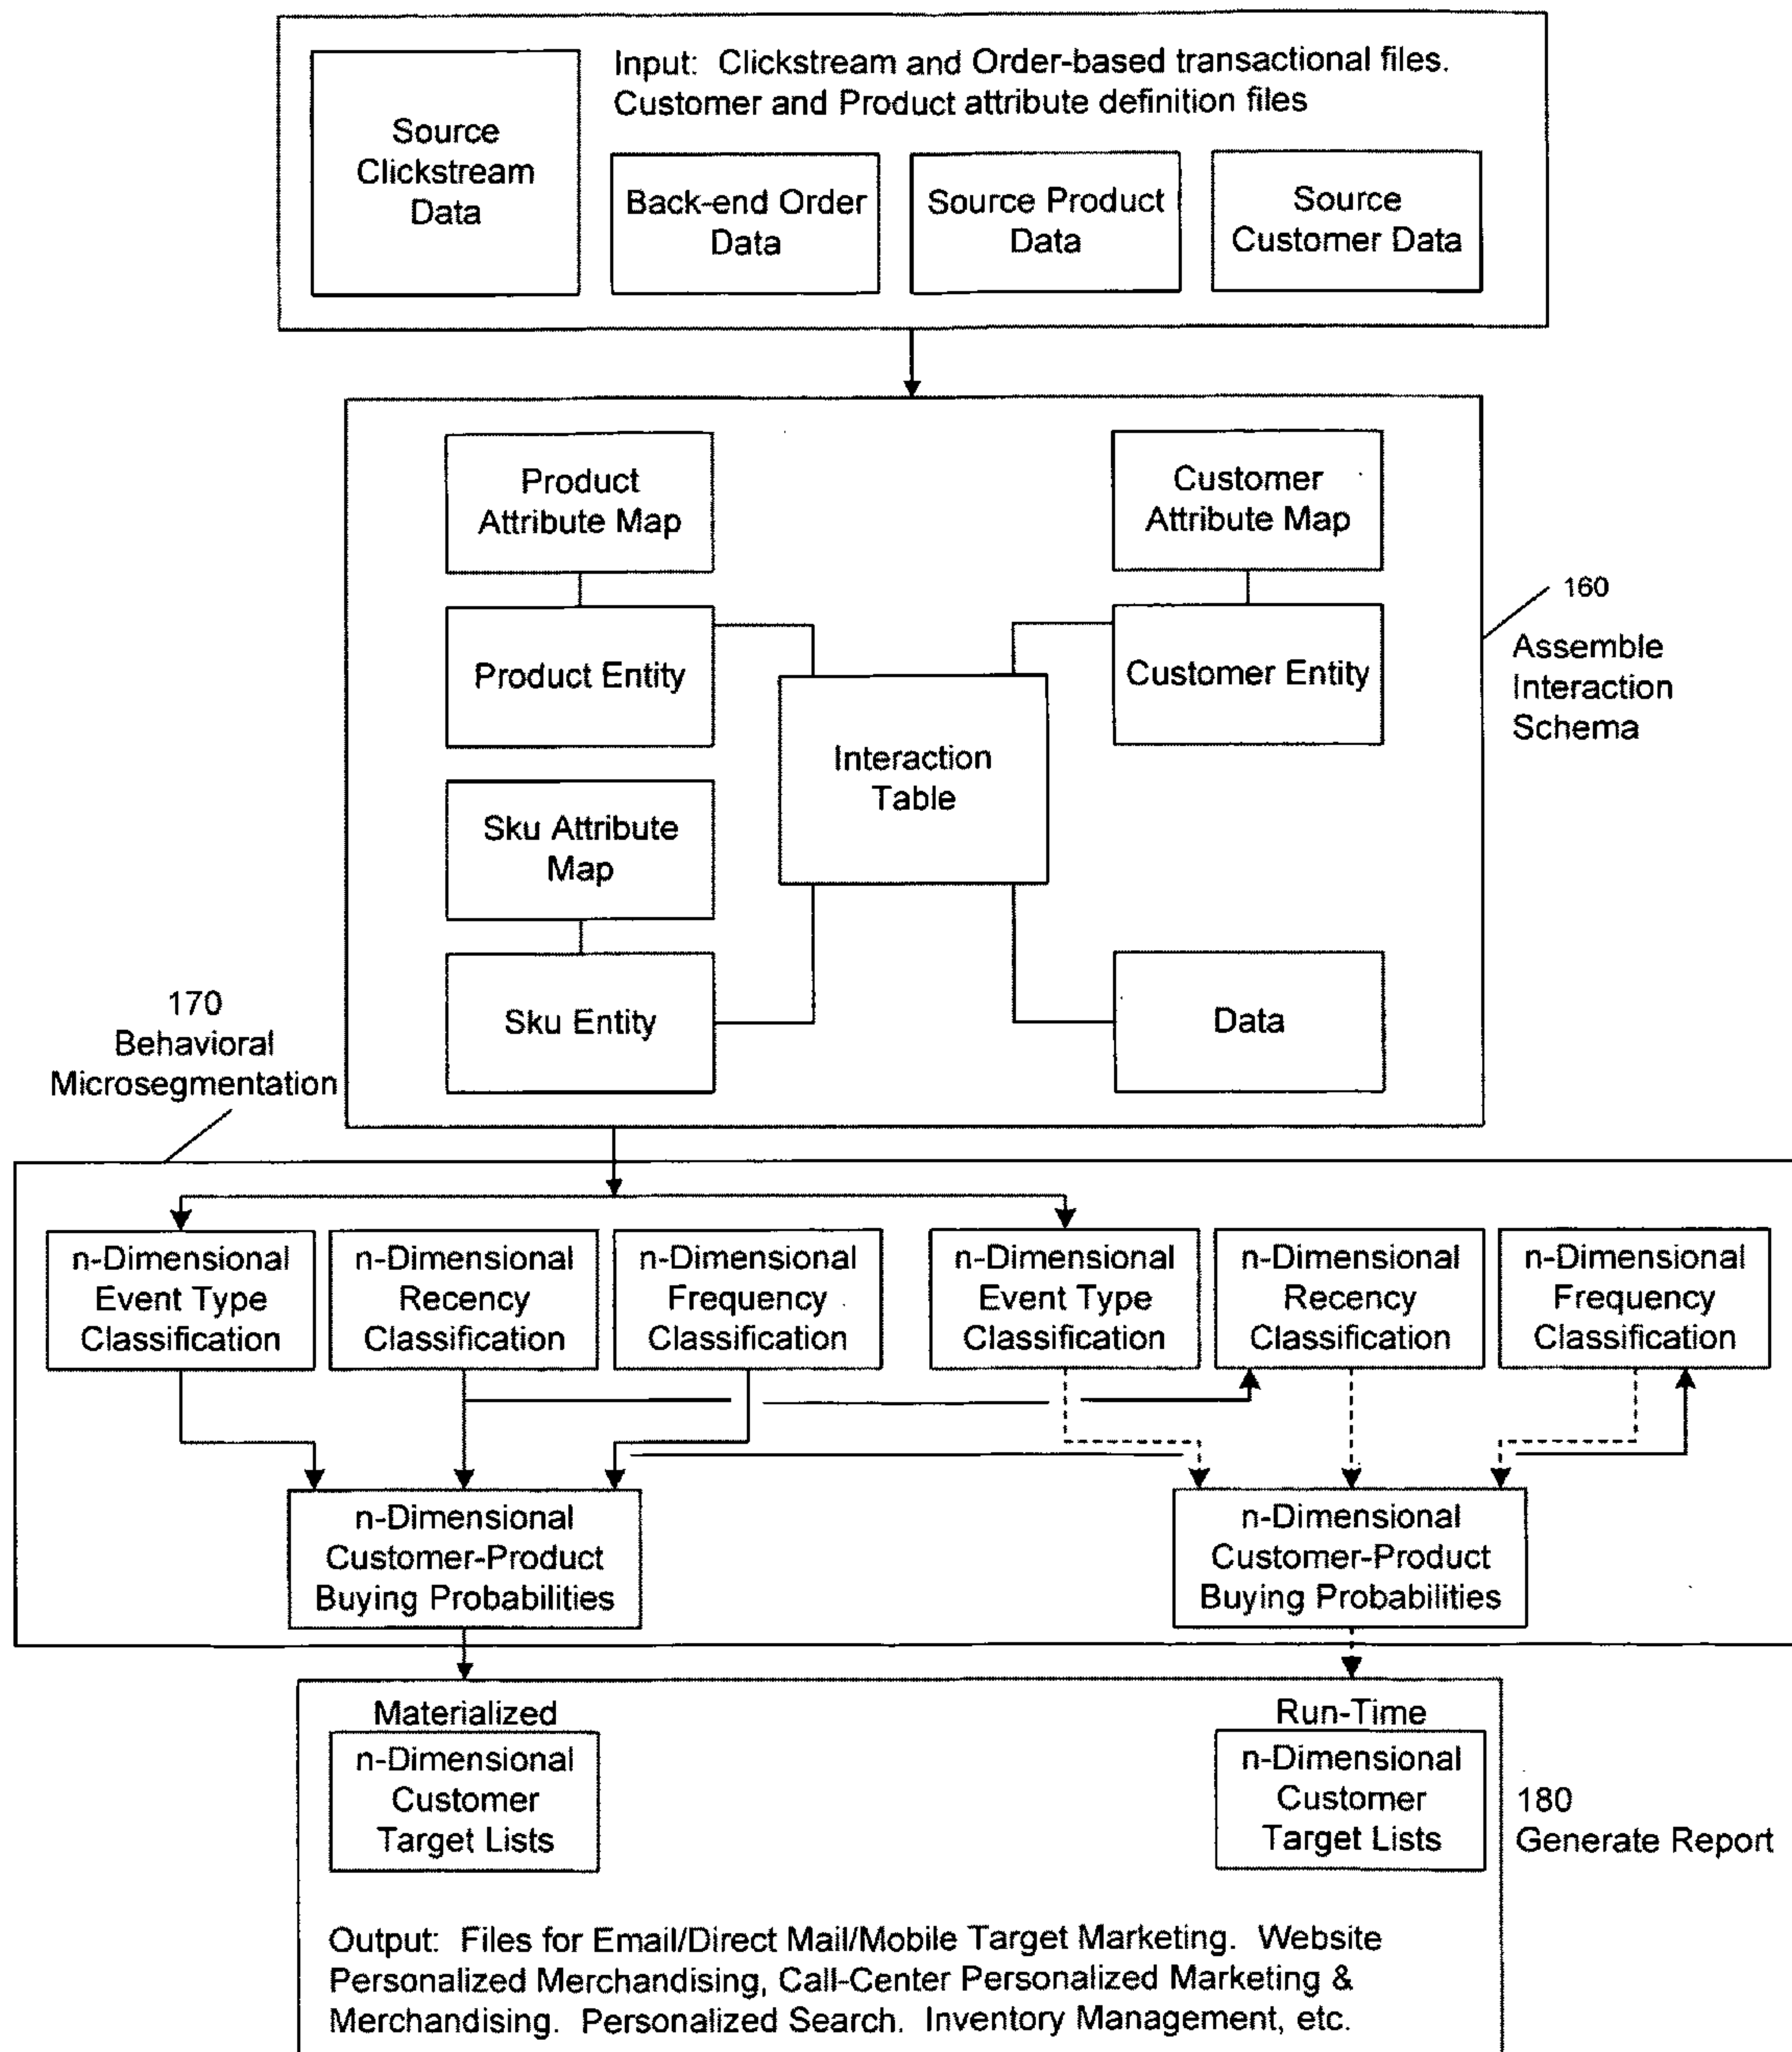 Input: Clickstream and Order-based transactional files.
Customer and Product attribute definition files
Source
Clickstream
Data
Back-end Order
Data
Source Product
Data
Source
Customer Data
Product
Attribute Map
Customer
Attribute Map
160
Assemble
Interaction
Schema
Product Entity
Customer Entity
Interaction
Table
Sku Attribute
Map
Sku Entity
Data
170
Behavioral
Microsegmentation
n-Dimensional
Event Type
Classification
n-Dimensional
Recency
Classification
n-Dimensional
Frequency
Classification
n-Dimensional
Event Type
Classification
n-Dimensional
Recency
Classification
n-Dimensional
Frequency
Classification
n-Dimensional
Customer-Product
Buying Probabilities
n-Dimensional
Customer-Product
Buying Probabilities
Materialized
n-Dimensional
Customer
Target Lists
Run-Time
n-Dimensional
Customer
Target Lists
180
Generate Report
Output: Files for Email/Direct Mail/Mobile Target Marketing. Website
Personalized Merchandising, Call-Center Personalized Marketing &
Merchandising. Personalized Search. Inventory Management, etc.